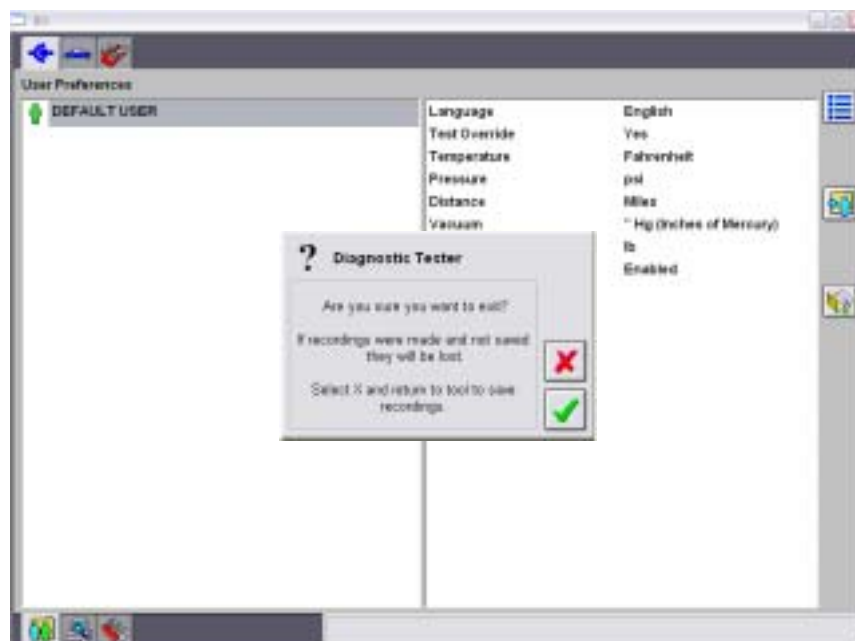 User Preferences
DEFAULT USER
Language English
Test Override Yes
Temperature Fahrenheit
Pressure psi
Distance Miles
Vacuum " Hg (Inches of Mercury)
lb
Enabled
? Diagnostic Tester
Are you sure you want to exit?
If recordings were made and not saved
they will be lost.
Select X and return to tool to save
recordings.